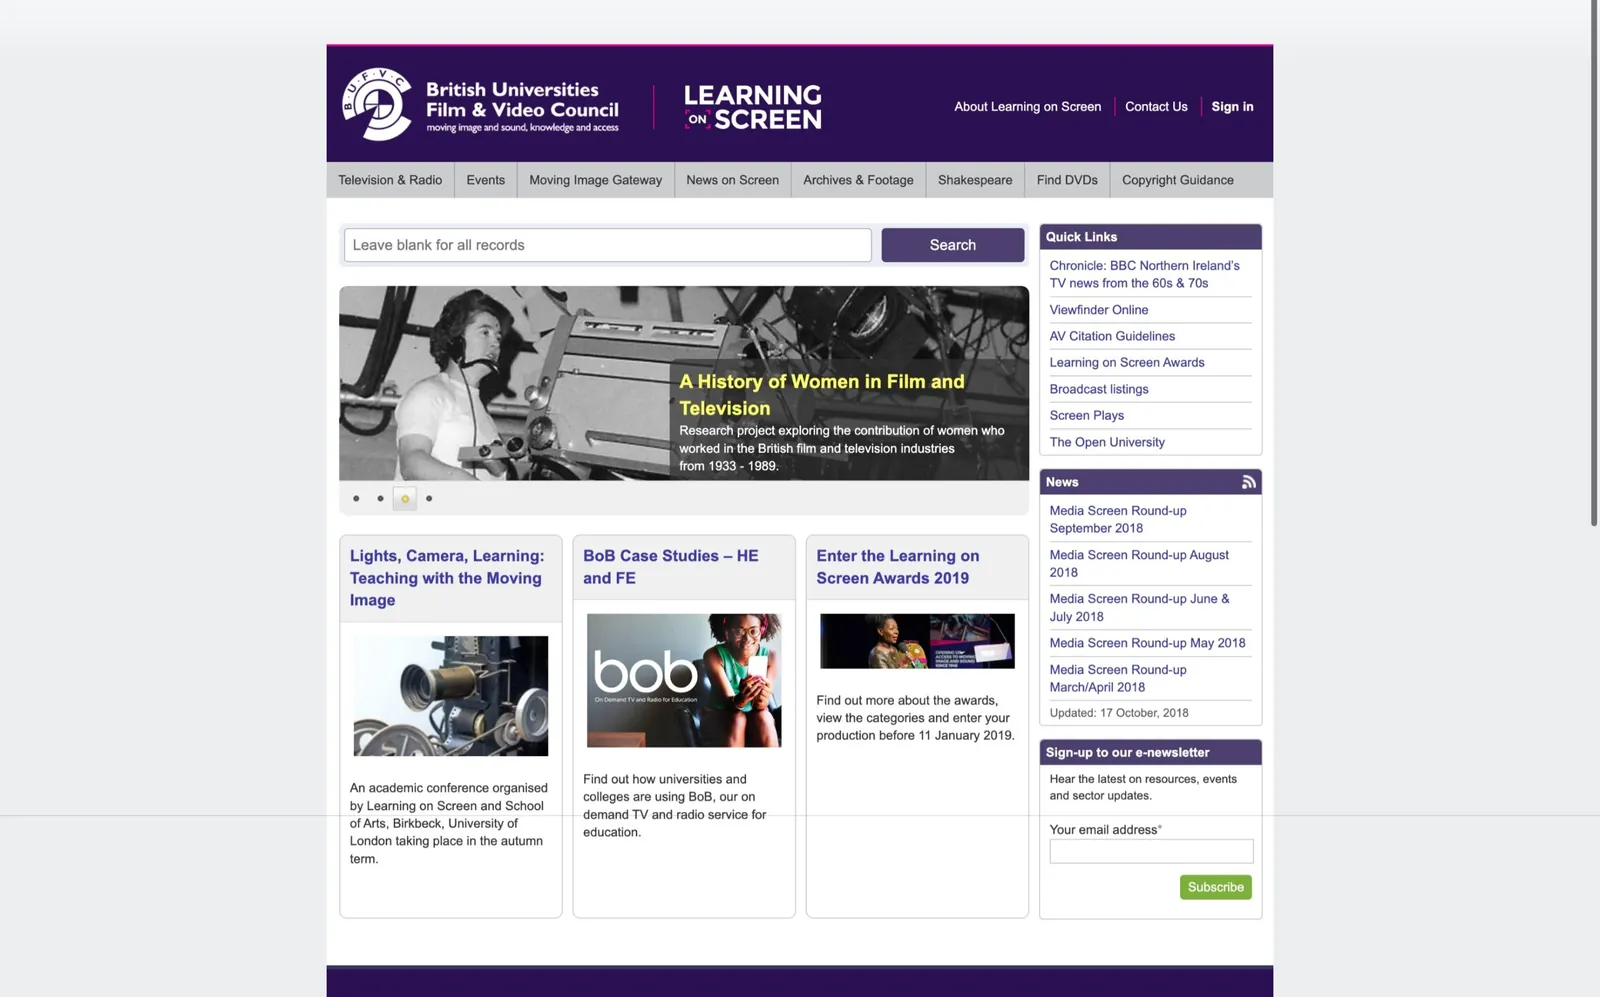 B·U·F·V·C
British Universities
Film & Video Council
moving image and sound, knowledge and access
LEARNING
ON SCREEN
About Learning on Screen
Contact Us
Sign in
Television & Radio
Events
Moving Image Gateway
News on Screen
Archives & Footage
Shakespeare
Find DVDs
Copyright Guidance
Leave blank for all records
Search
A History of Women in Film and
Television
Research project exploring the contribution of women who
worked in the British film and television industries
from 1933 - 1989.
Lights, Camera, Learning:
Teaching with the Moving
Image
An academic conference organised
by Learning on Screen and School
of Arts, Birkbeck, University of
London taking place in the autumn
term.
BoB Case Studies – HE
and FE
bob
On Demand TV and Radio for Education
Find out how universities and
colleges are using BoB, our on
demand TV and radio service for
education.
Enter the Learning on
Screen Awards 2019
OPENING UP
ACCESS TO MOVING
IMAGE AND SOUND
SINCE 1948
Find out more about the awards,
view the categories and enter your
production before 11 January 2019.
Quick Links
Chronicle: BBC Northern Ireland's
TV news from the 60s & 70s
Viewfinder Online
AV Citation Guidelines
Learning on Screen Awards
Broadcast listings
Screen Plays
The Open University
News
Media Screen Round-up
September 2018
Media Screen Round-up August
2018
Media Screen Round-up June &
July 2018
Media Screen Round-up May 2018
Media Screen Round-up
March/April 2018
Updated: 17 October, 2018
Sign-up to our e-newsletter
Hear the latest on resources, events
and sector updates.
Your email address*
Subscribe